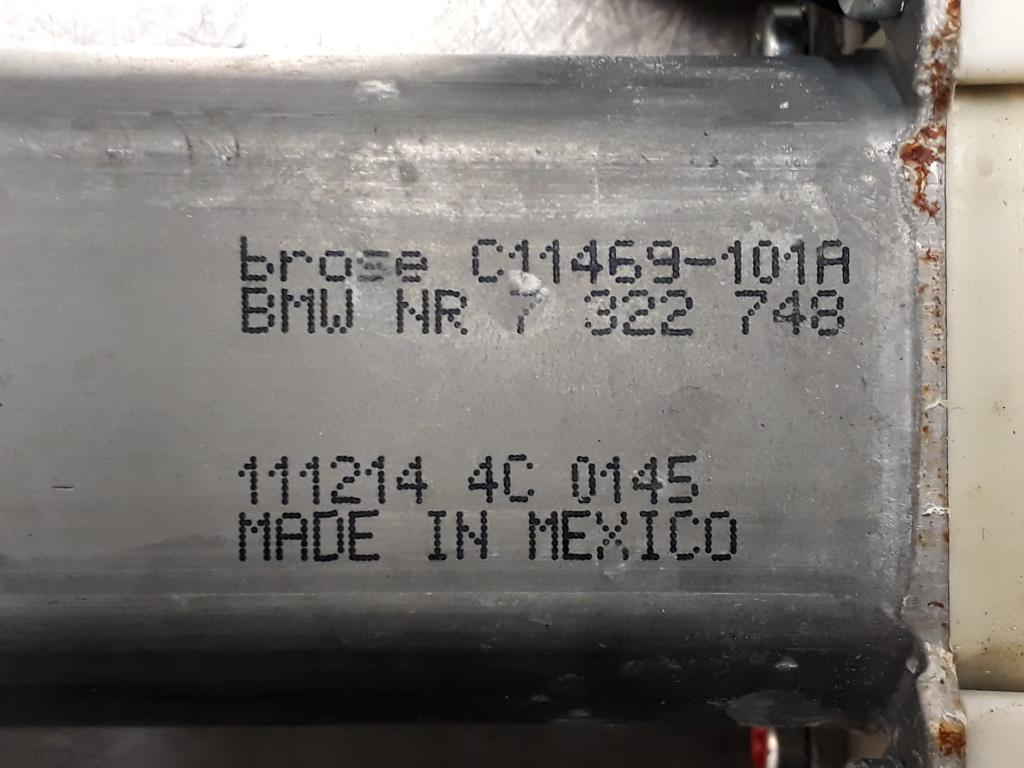 brose C11469-101A
BMW NR 7 322 748
111214 4C 0145
MADE IN MEXICO